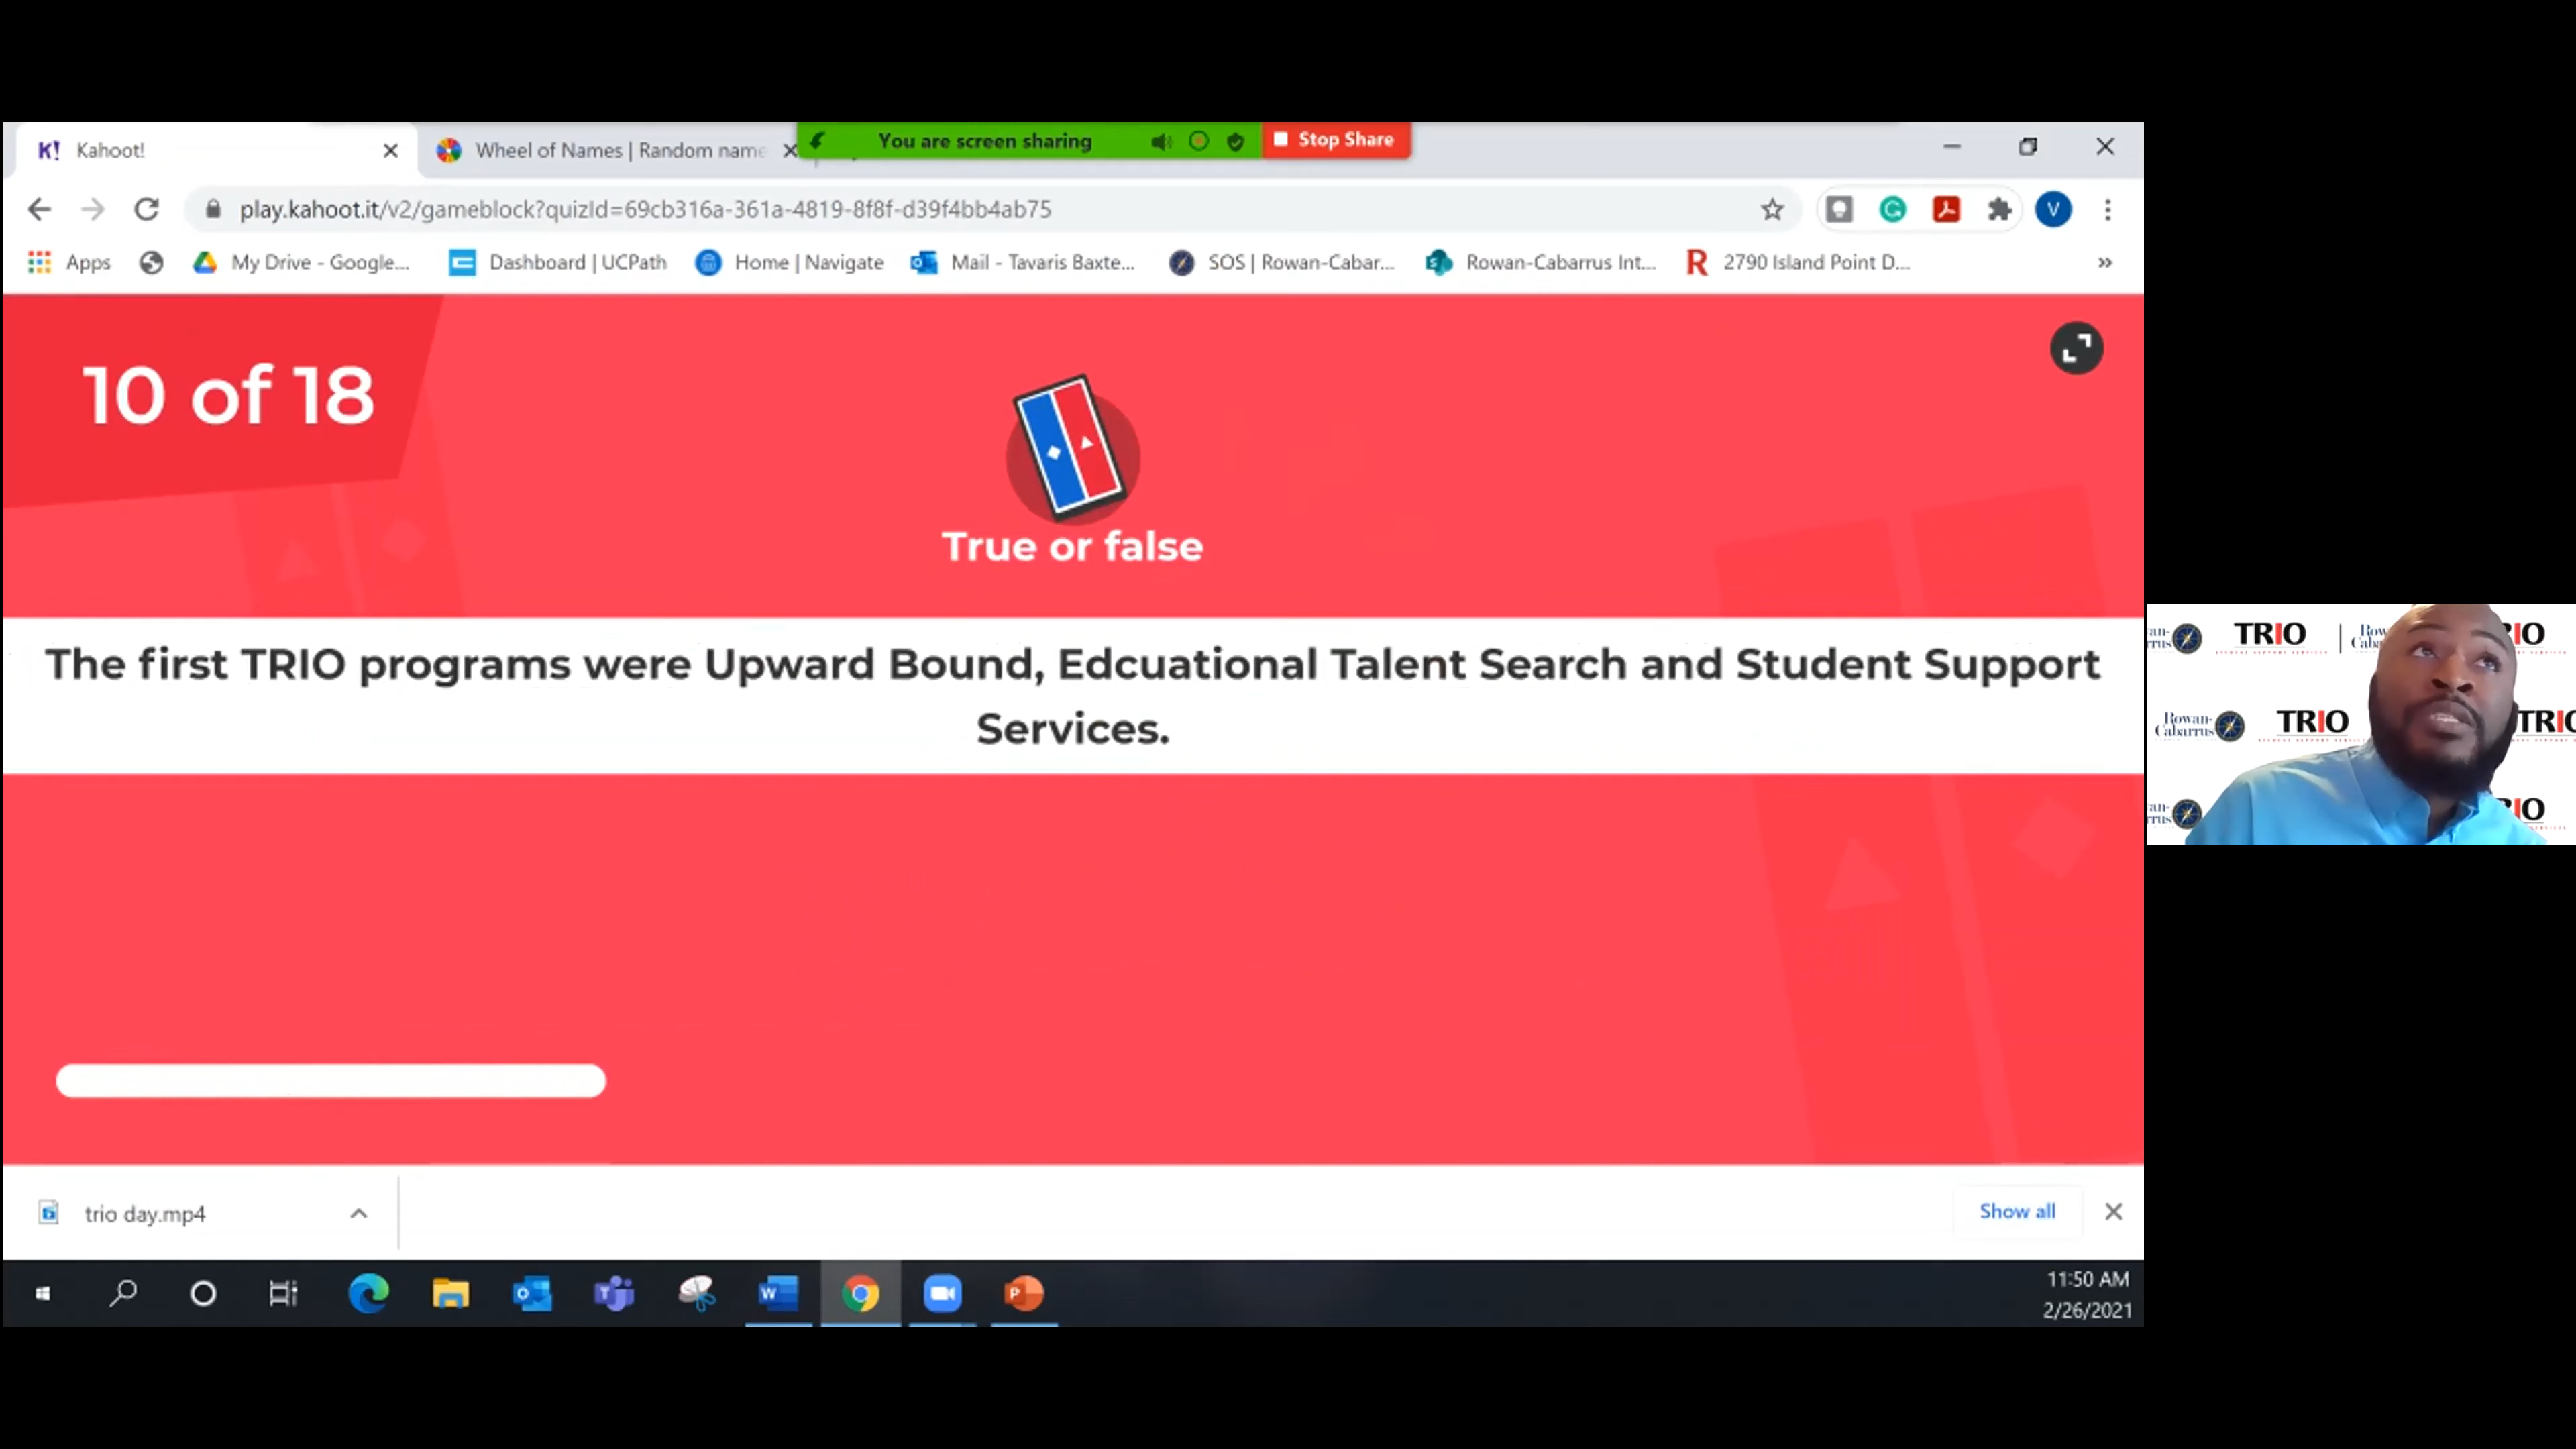 Kahoot!
Wheel of Names | Random name
You are screen sharing
Stop Share
play.kahoot.it/v2/gameblock?quizId=69cb316a-361a-4819-8f8f-d39f4bb4ab75
V
Apps
My Drive - Google...
Dashboard | UCPath
Home | Navigate
Mail - Tavaris Baxte...
SOS | Rowan-Cabar...
Rowan-Cabarrus Int...
2790 Island Point D...
10 of 18
True or false
The first TRIO programs were Upward Bound, Edcuational Talent Search and Student Support
Services.
TRIO
TRIO
Rowan-
Cabarrus
TRIO
trio day.mp4
Show all
11:50 AM
2/26/2021